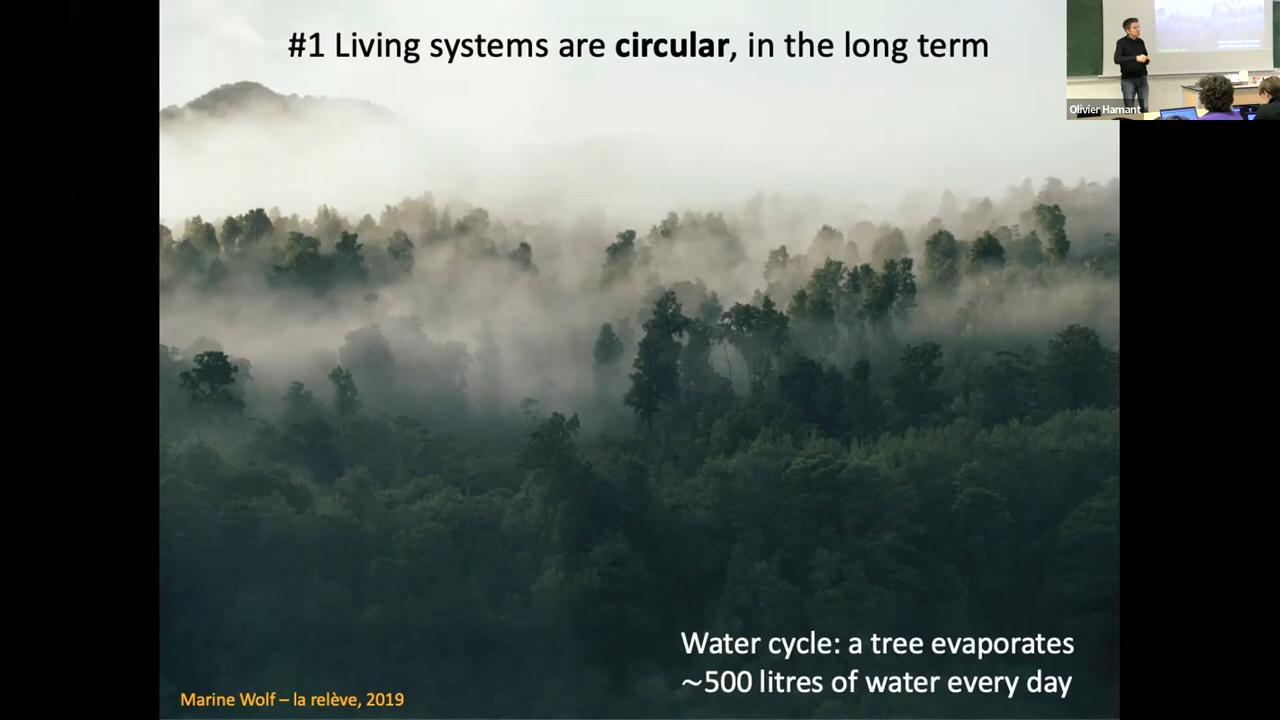 #1 Living systems are circular, in the long term
Olivier Hamant
Water cycle: a tree evaporates
~500 litres of water every day
Marine Wolf – la relève, 2019